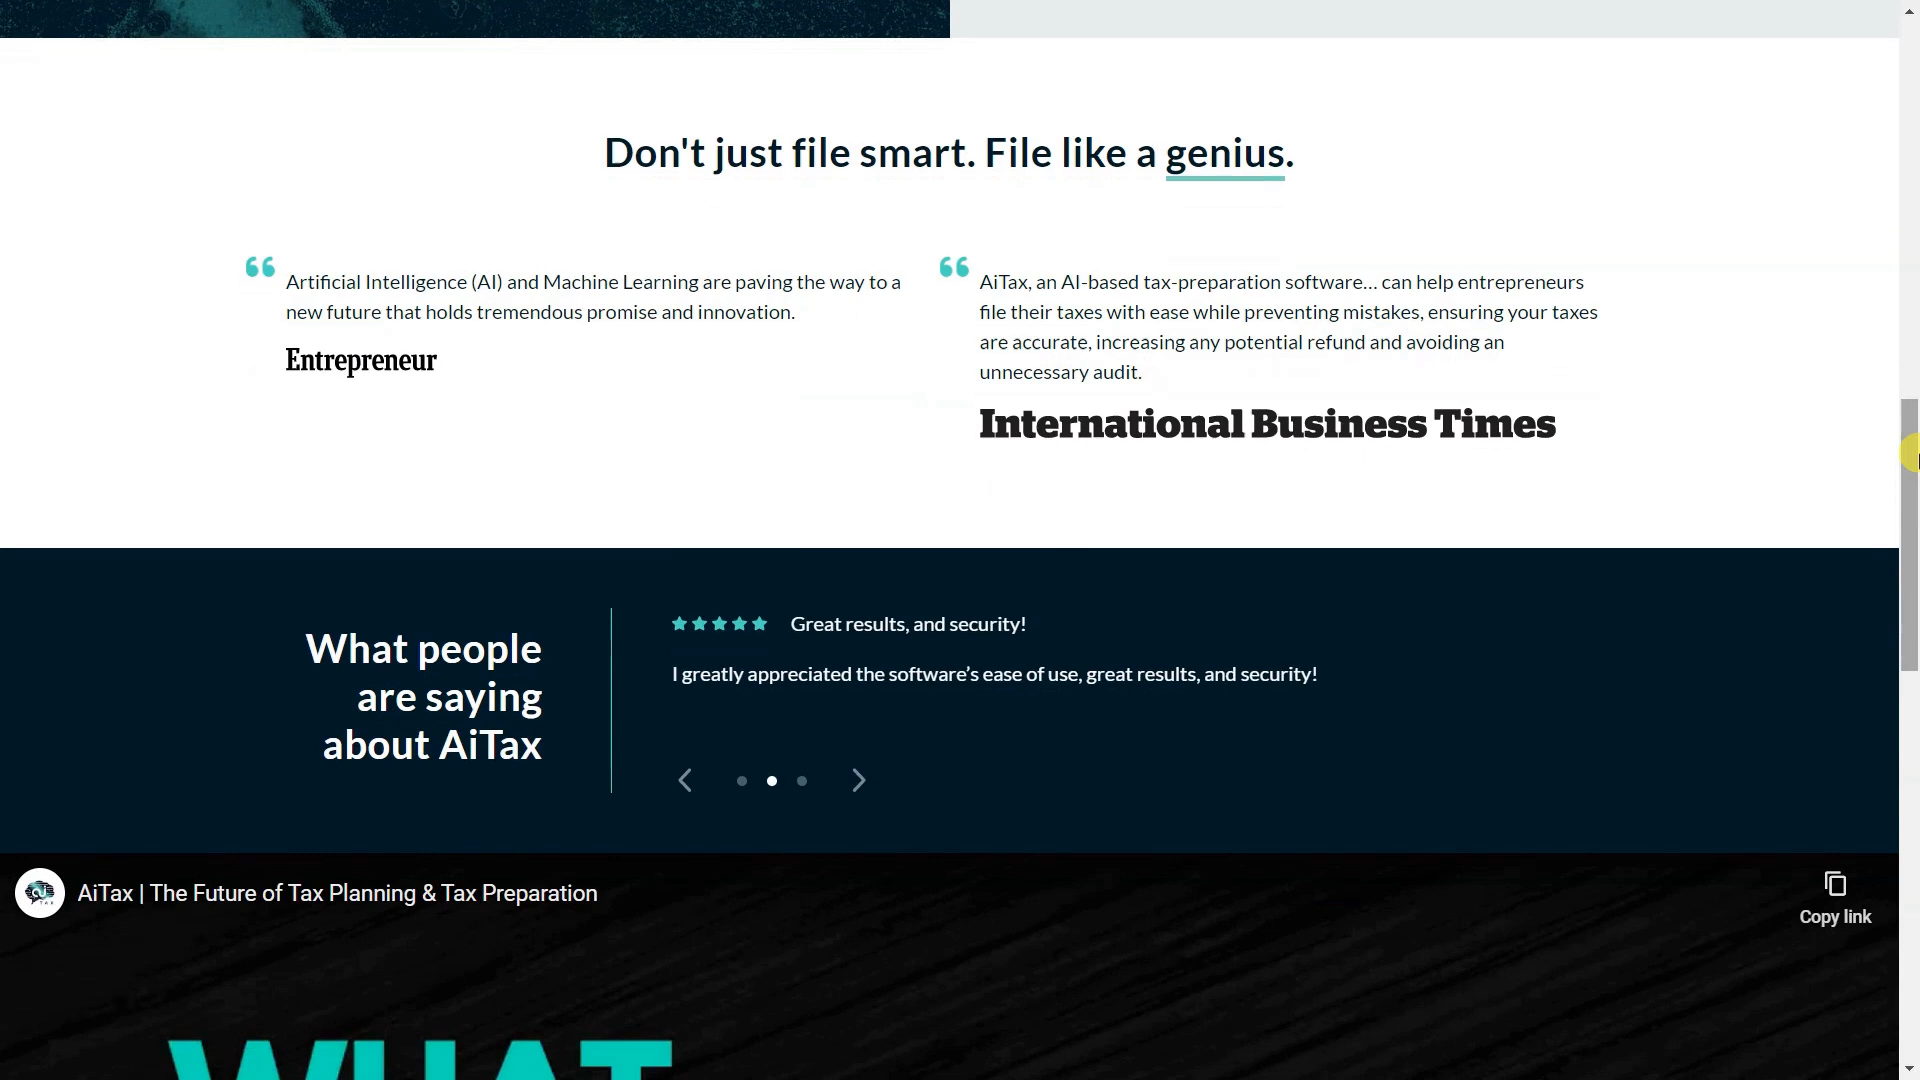 Don't just file smart. File like a genius.
Artificial Intelligence (AI) and Machine Learning are paving the way to a
new future that holds tremendous promise and innovation.
Entrepreneur
AiTax, an AI-based tax-preparation software... can help entrepreneurs
file their taxes with ease while preventing mistakes, ensuring your taxes
are accurate, increasing any potential refund and avoiding an
unnecessary audit.
International Business Times
What people
are saying
about AiTax
Great results, and security!
I greatly appreciated the software’s ease of use, great results, and security!
AiTax | The Future of Tax Planning & Tax Preparation
Copy link
WHAT